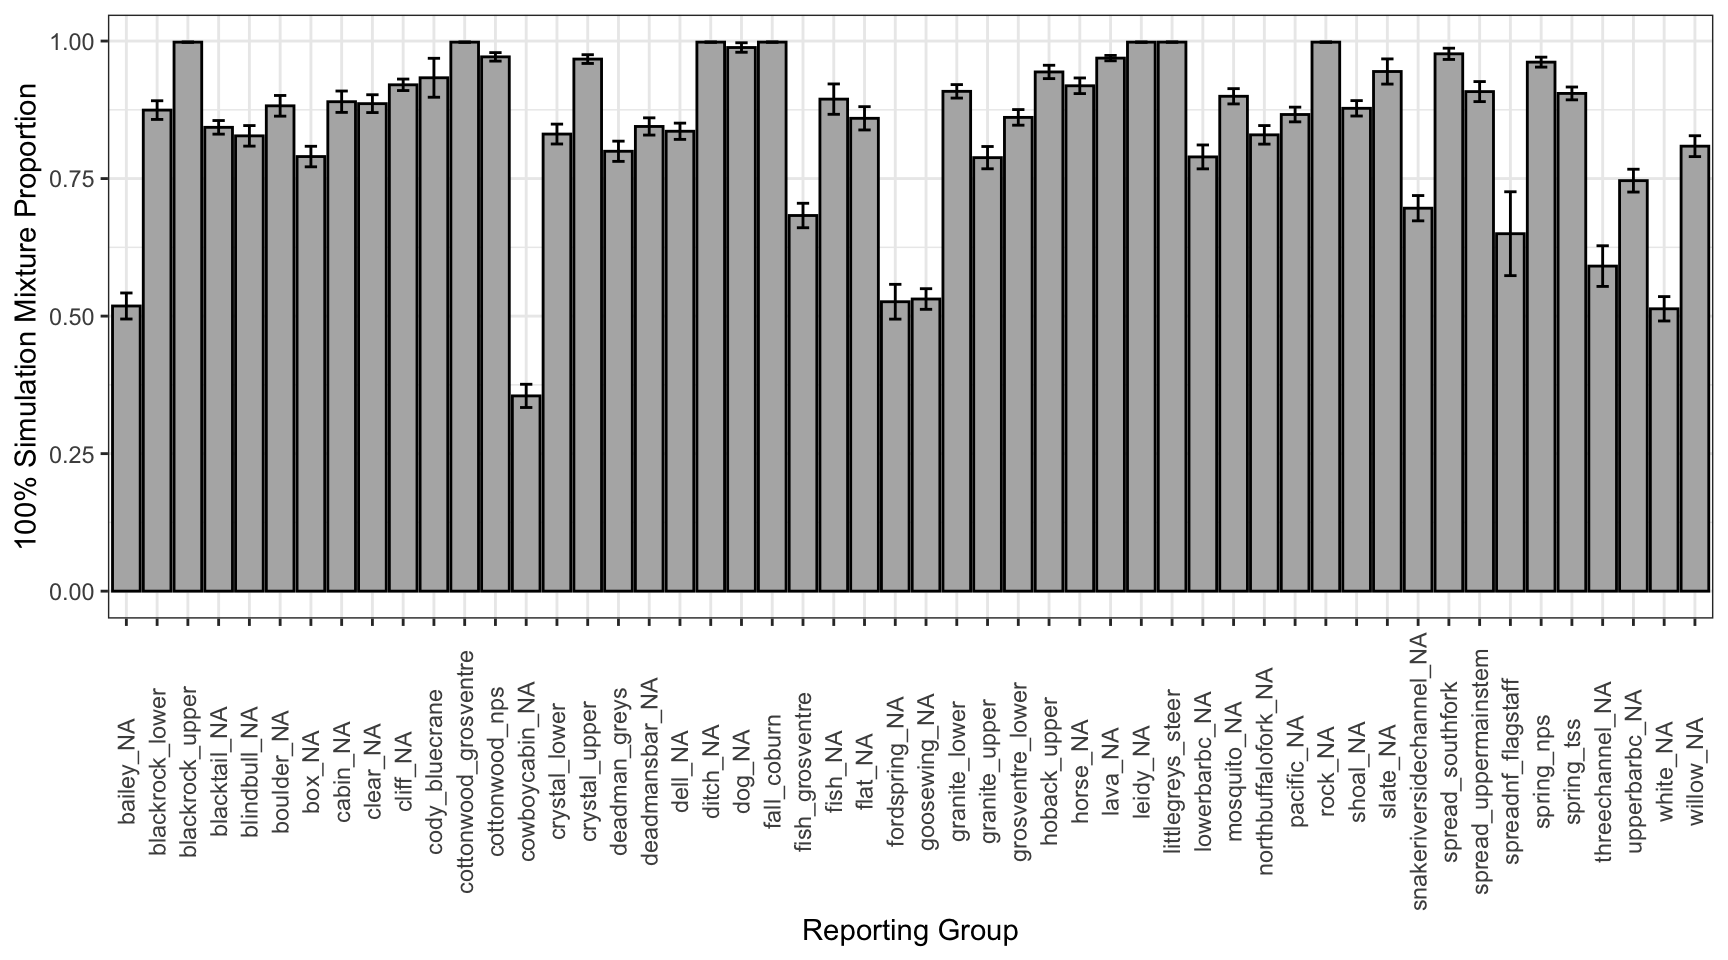 100% Simulation Mixture Proportion
1.00
0.75
0.50
0.25
0.00
bailey_NA
blackrock_lower
blackrock_upper
blacktail_NA
blindbull_NA
boulder_NA
box_NA
cabin_NA
clear_NA
cliff_NA
cody_bluecrane
cottonwood_grosventre
cottonwood_nps
cowboycabin_NA
crystal_lower
crystal_upper
deadman_greys
deadmansbar_NA
dell_NA
ditch_NA
dog_NA
fall_coburn
fish_grosventre
fish_NA
flat_NA
fordspring_NA
goosewing_NA
granite_lower
granite_upper
grosventre_lower
hoback_upper
horse_NA
lava_NA
leidy_NA
littlegreys_steer
lowerbarbc_NA
mosquito_NA
northbuffalofork_NA
pacific_NA
rock_NA
shoal_NA
slate_NA
snakeriversidechannel_NA
spread_southfork
spread_uppermainstem
spreadnf_flagstaff
spring_nps
spring_tss
threechannel_NA
upperbarbc_NA
white_NA
willow_NA
Reporting Group